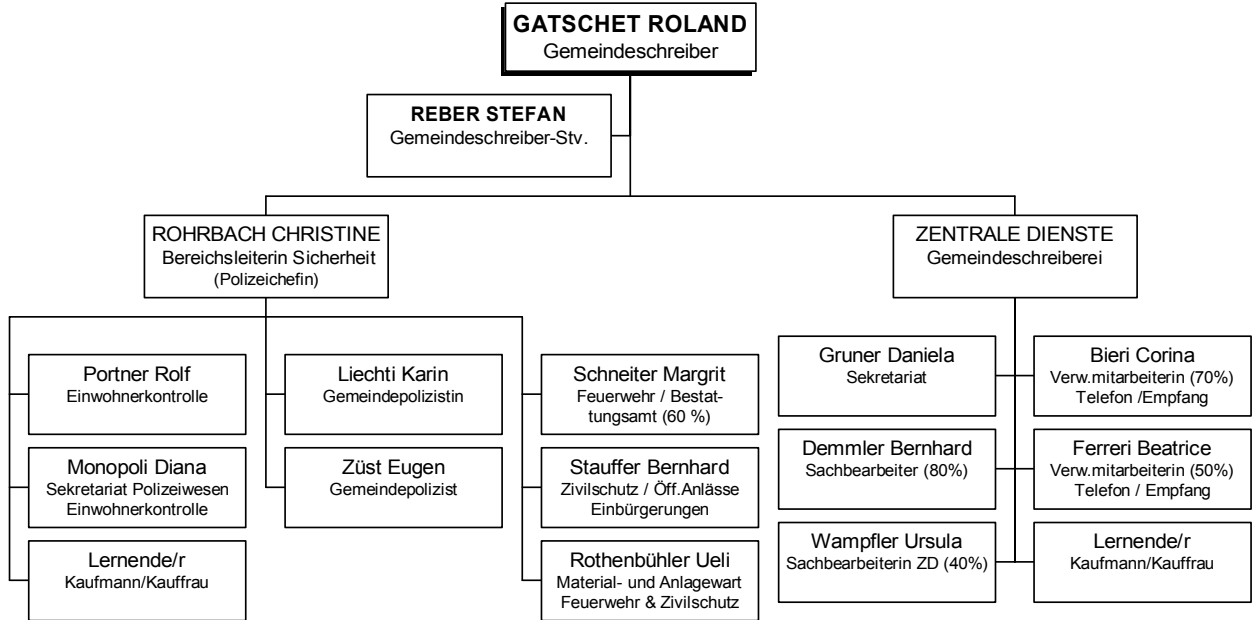 GATSCHET ROLAND
Gemeindeschreiber
REBER STEFAN
Gemeindeschreiber-Stv.
ROHRBACH CHRISTINE
Bereichsleiterin Sicherheit
(Polizeichefin)
ZENTRALE DIENSTE
Gemeindeschreiberei
Portner Rolf
Einwohnerkontrolle
Monopoli Diana
Sekretariat Polizeiwesen
Einwohnerkontrolle
Lernende/r
Kaufmann/Kauffrau
Liechti Karin
Gemeindepolizistin
Züst Eugen
Gemeindepolizist
Schneiter Margrit
Feuerwehr / Bestat-
tungsamt (60 %)
Stauffer Bernhard
Zivilschutz / Öff.Anlässe
Einbürgerungen
Rothenbühler Ueli
Material- und Anlagewart
Feuerwehr & Zivilschutz
Gruner Daniela
Sekretariat
Demmler Bernhard
Sachbearbeiter (80%)
Wampfler Ursula
Sachbearbeiterin ZD (40%)
Bieri Corina
Verw.mitarbeiterin (70%)
Telefon /Empfang
Ferreri Beatrice
Verw.mitarbeiterin (50%)
Telefon / Empfang
Lernende/r
Kaufmann/Kauffrau